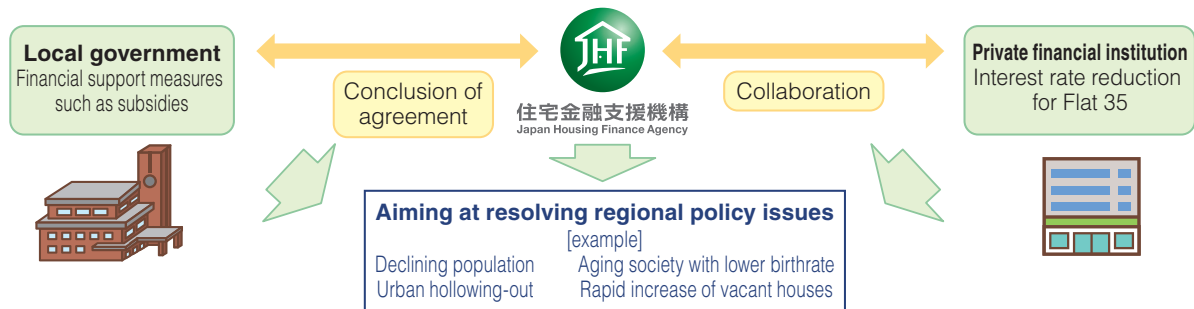 Local government
Financial support measures
such as subsidies
Conclusion of
agreement
JHF
住宅金融支援機構
Japan Housing Finance Agency
Collaboration
Private financial institution
Interest rate reduction
for Flat 35
Aiming at resolving regional policy issues
[example]
Declining population Aging society with lower birthrate
Urban hollowing-out Rapid increase of vacant houses